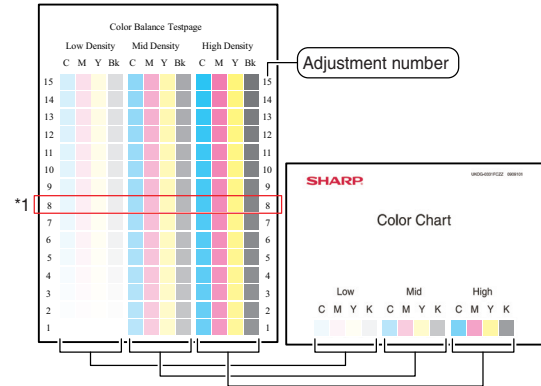 Color Balance Testpage
Low Density Mid Density High Density
C M Y Bk C M Y Bk C M Y Bk
15 15
14 14
13 13
12 12
11 11
10 10
9 9
*1 8 8
7 7
6 6
5 5
4 4
3 3
2 2
1 1
Adjustment number
SHARP
Color Chart
Low Mid High
C M Y K C M Y K C M Y K